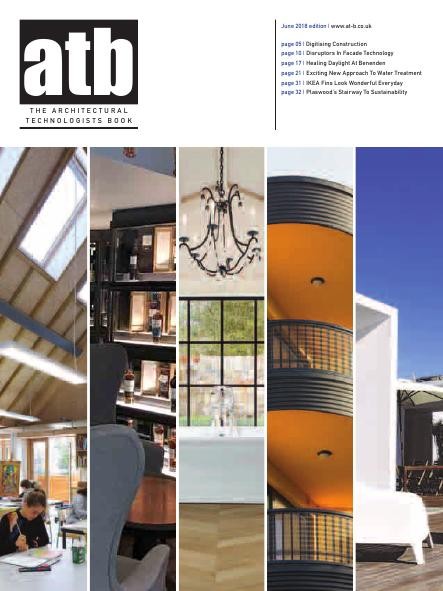 atb
THE ARCHITECTURAL
TECHNOLOGISTS BOOK
June 2018 edition | www.at-b.co.uk
page 05 | Digitising Construction
page 10 | Disruptors In Facade Technology
page 17 | Healing Daylight At Benenden
page 21 | Exciting New Approach To Water Treatment
page 31 | IKEA Fins Look Wonderful Everyday
page 32 | Plaswood's Stairway To Sustainability